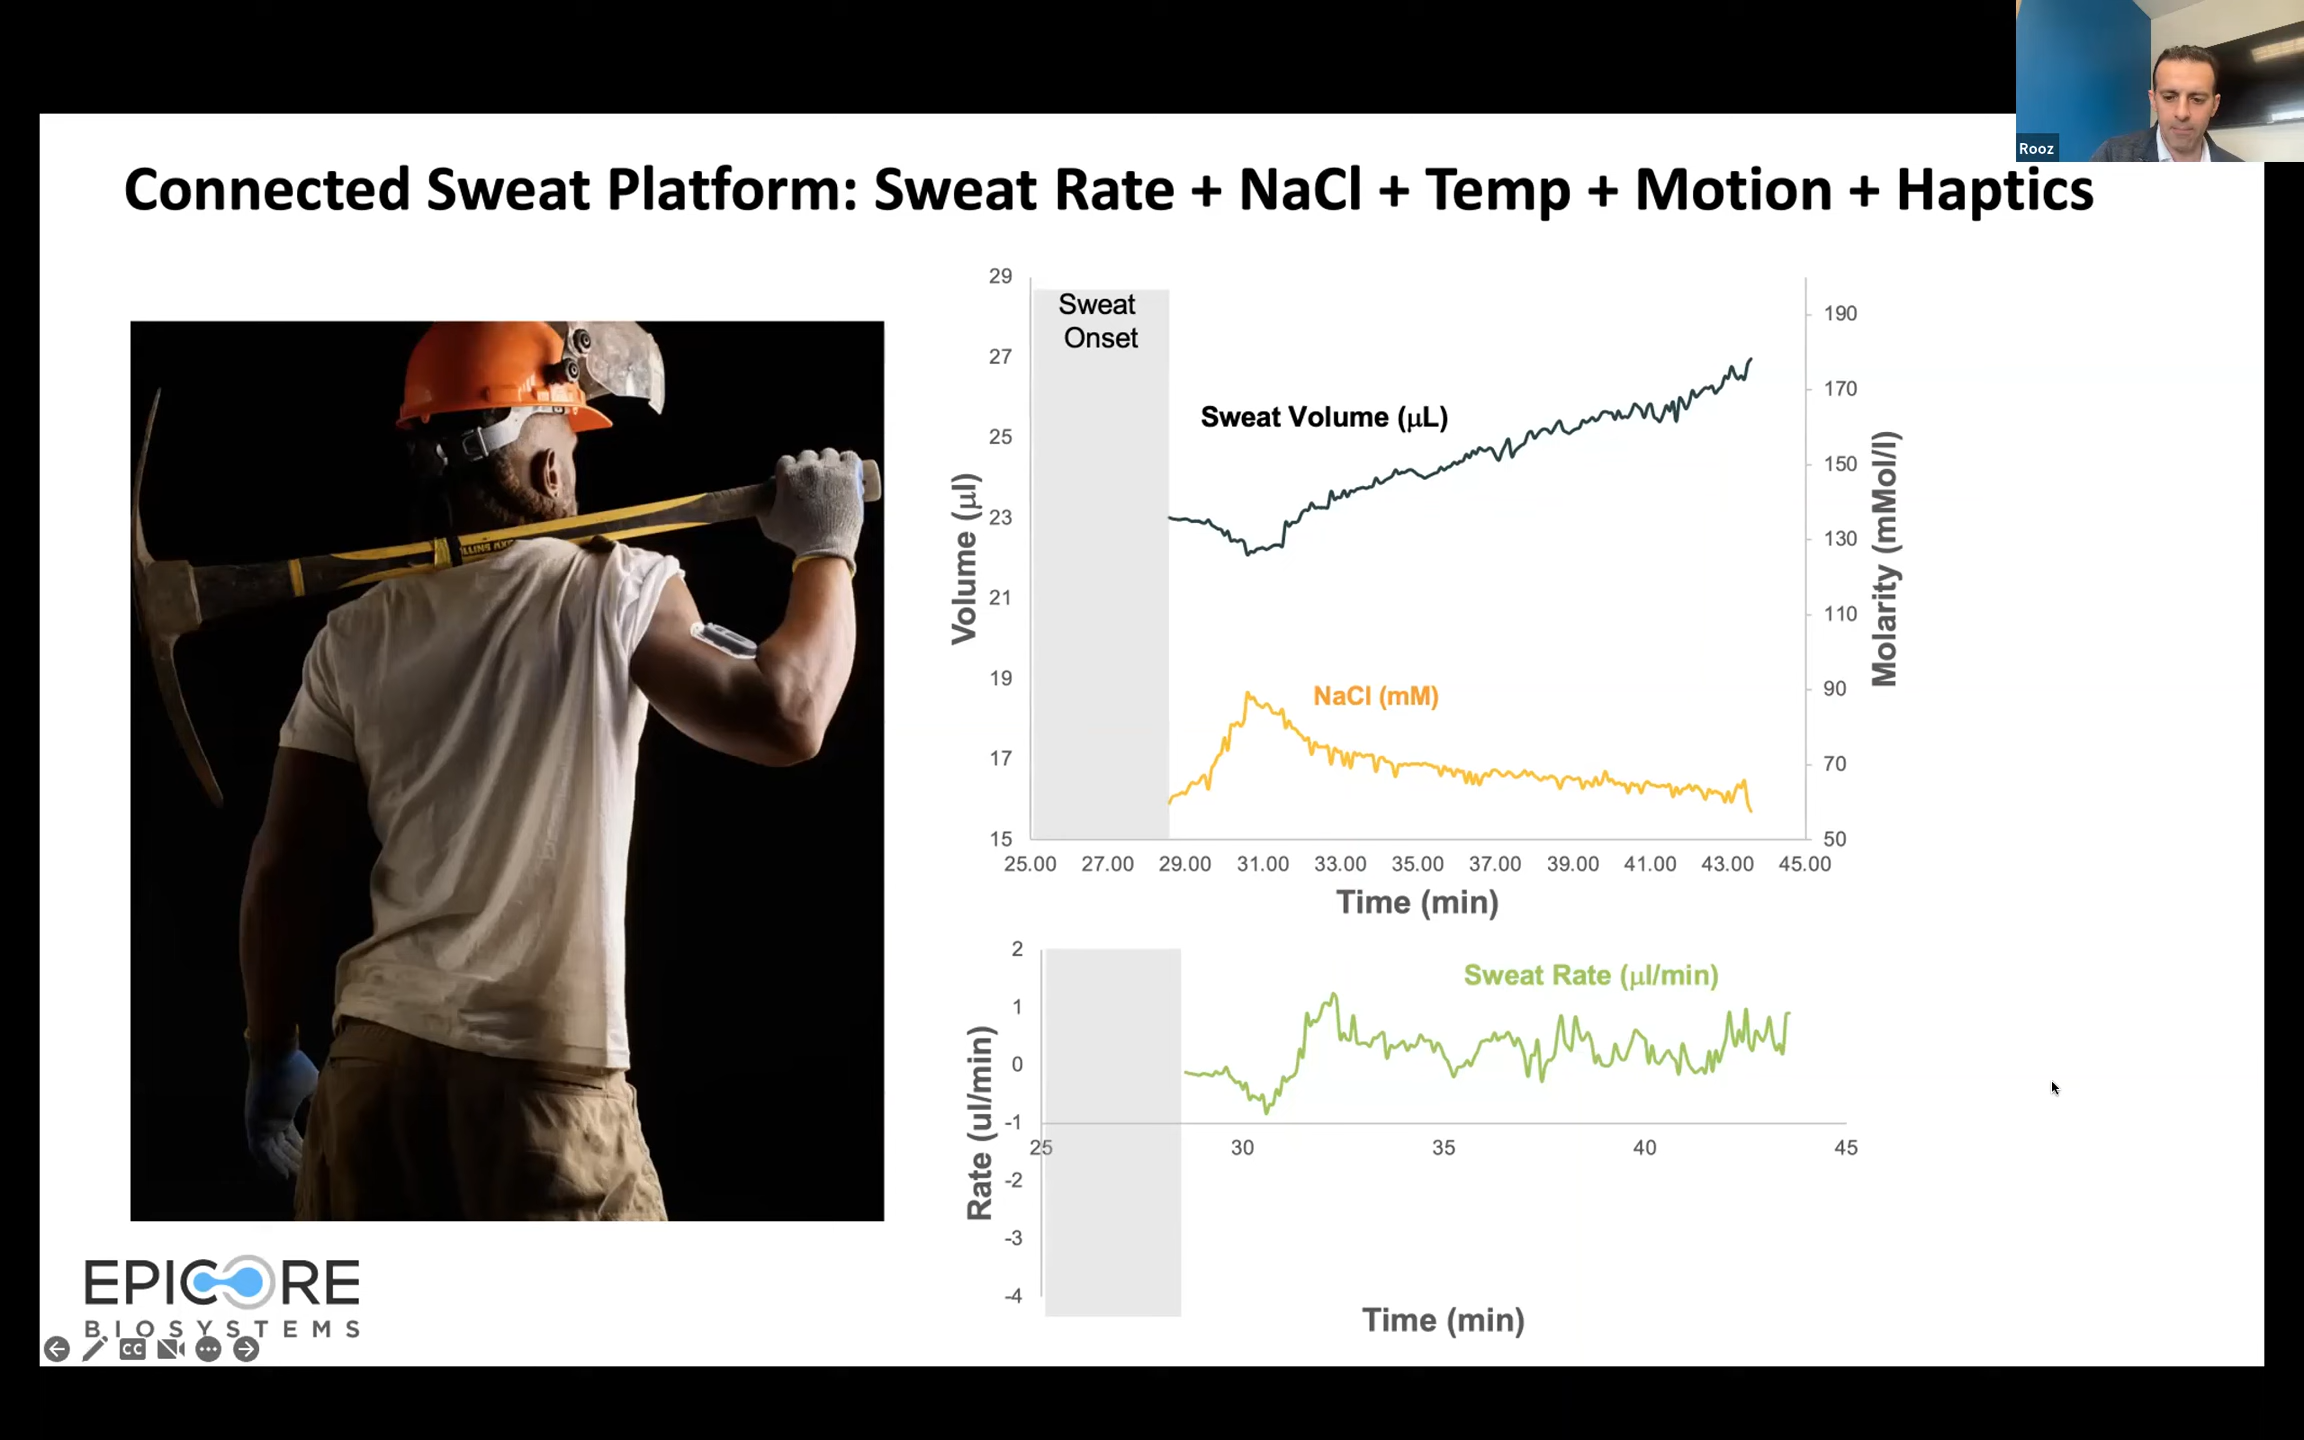 Rooz
Connected Sweat Platform: Sweat Rate + NaCl + Temp + Motion + Haptics
29
27
25
23
21
19
17
15
Volume (μl)
Sweat
Onset
Sweat Volume (μL)
NaCl (mM)
190
170
150
130
110
90
70
50
Molarity (mMol/l)
25.00 27.00 29.00 31.00 33.00 35.00 37.00 39.00 41.00 43.00 45.00
Time (min)
2
1
0
-1
-2
-3
-4
Rate (ul/min)
Sweat Rate (μl/min)
25 30 35 40 45
Time (min)
EPICORE
BIOSYSTEMS
CC